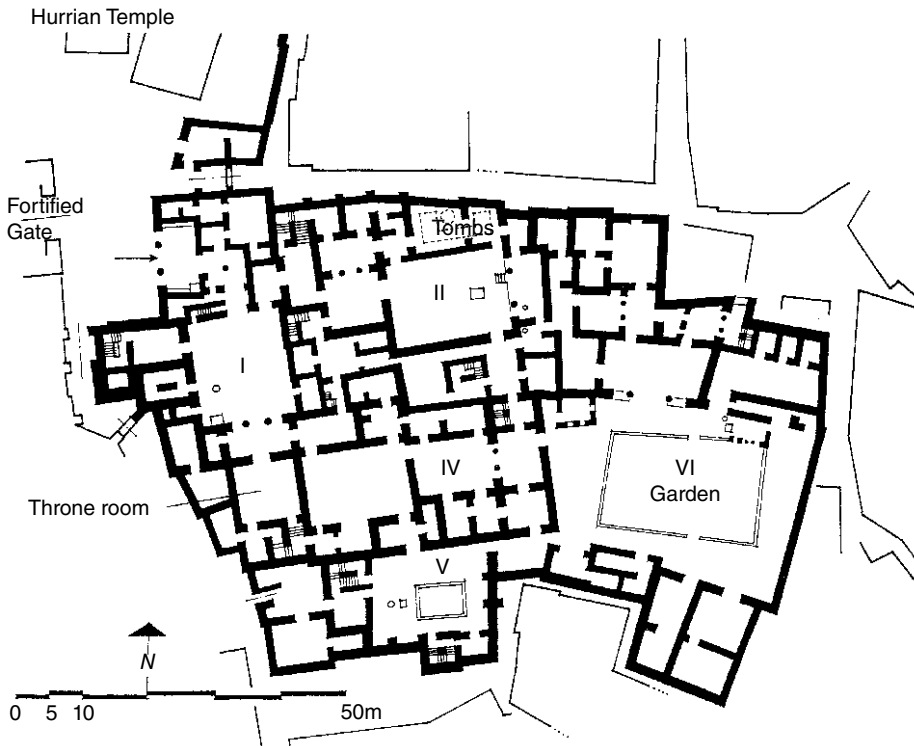 Hurrian Temple
Fortified
Gate
Tombs
II
I
IV
VI
Garden
Throne room
V
N
0 5 10 50m